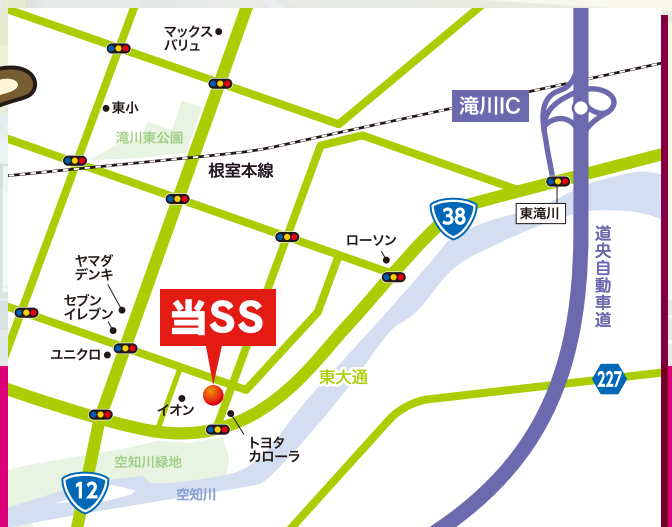 マックス
バリュ
東小
滝川東公園
滝川IC
根室本線
38
東滝川
ローソン
道央自動車道
ヤマダ
デンキ
セブン
イレブン
当SS
ユニクロ
東大通
227
イオン
トヨタ
カローラ
空知川緑地
12
空知川